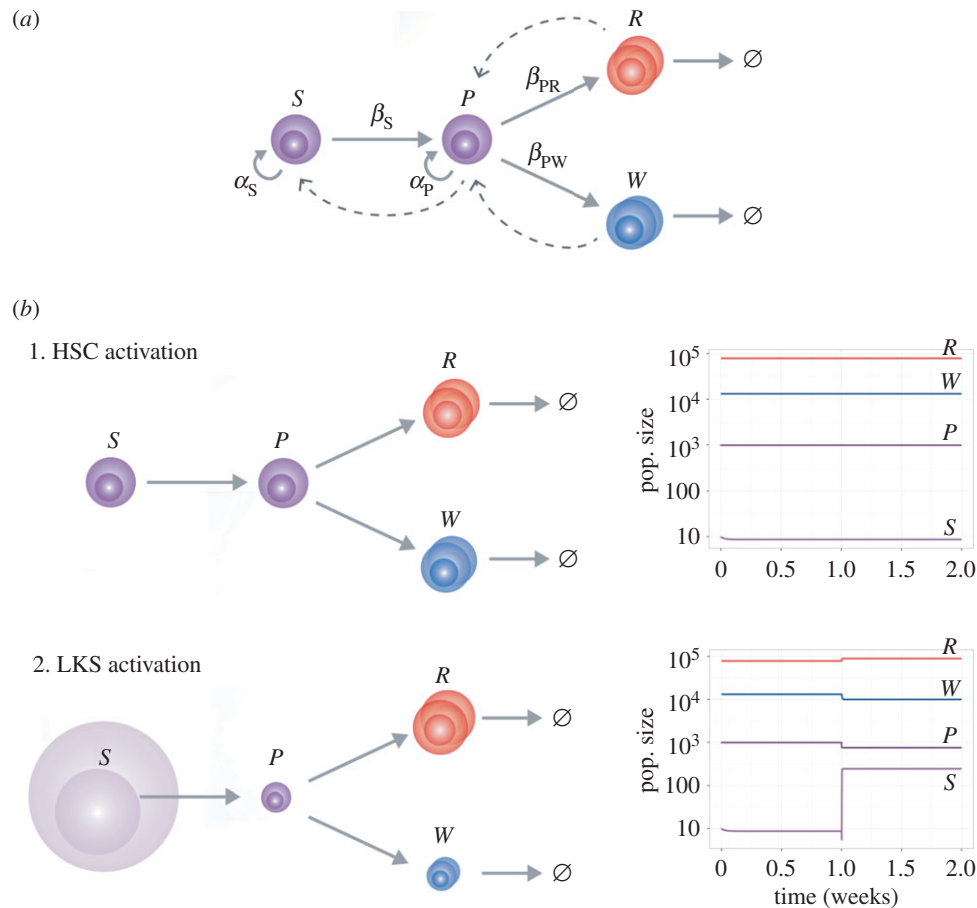 (a)
R
∅
S
P
β_PR
β_S
β_PW
W
α_S
α_P
∅
(b)
1. HSC activation
R
∅
S
P
W
∅
pop. size
10^5
10^4
10^3
100
10
R
W
P
S
0 0.5 1.0 1.5 2.0
2. LKS activation
R
∅
S
P
W
∅
pop. size
10^5
10^4
10^3
100
10
R
W
P
S
0 0.5 1.0 1.5 2.0
time (weeks)